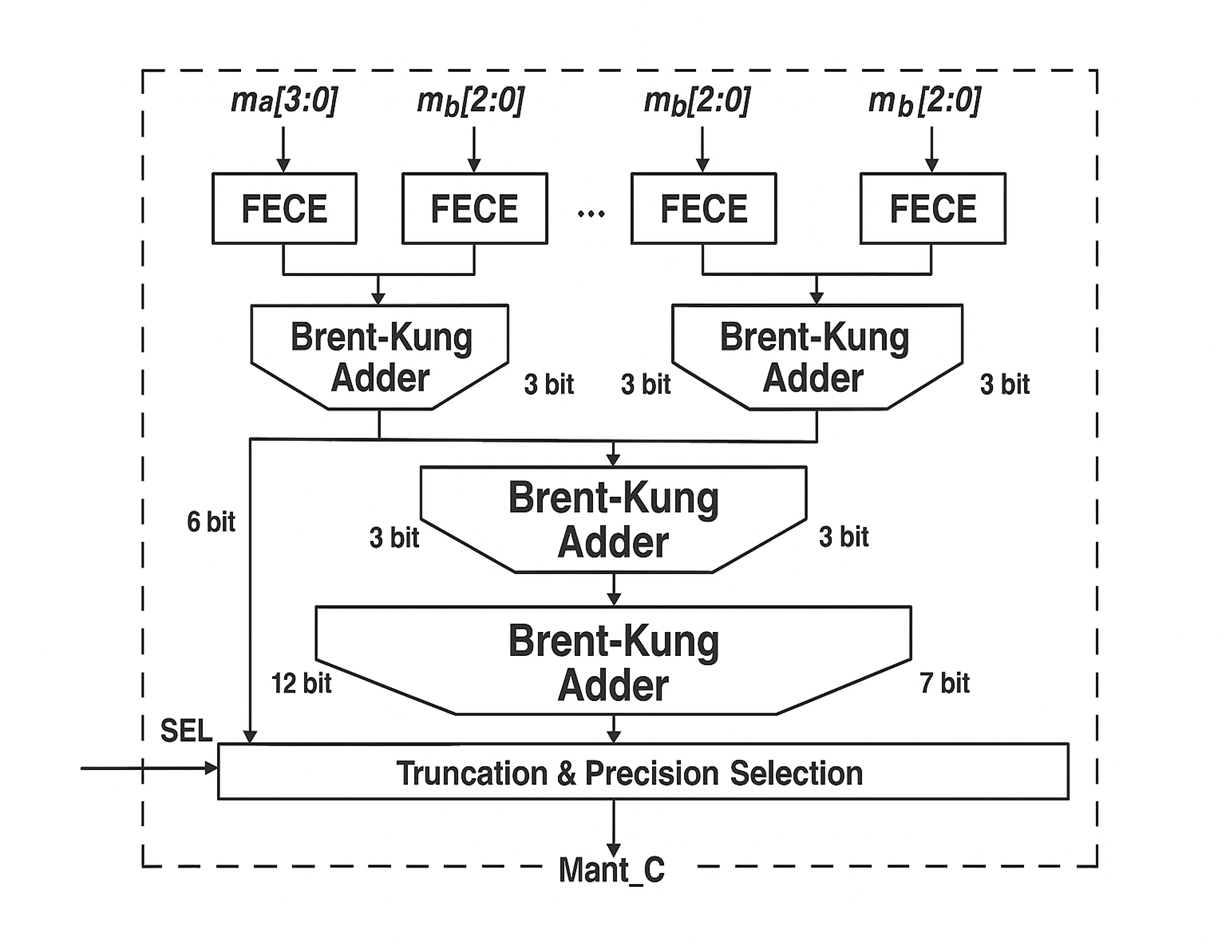 ma[3:0] mb[2:0] mb[2:0] mb[2:0]
FECE FECE ... FECE FECE
Brent-Kung Brent-Kung
Adder Adder
3 bit 3 bit 3 bit
Brent-Kung
Adder
6 bit
3 bit 3 bit
Brent-Kung
Adder
12 bit 7 bit
SEL
Truncation & Precision Selection
Mant_C